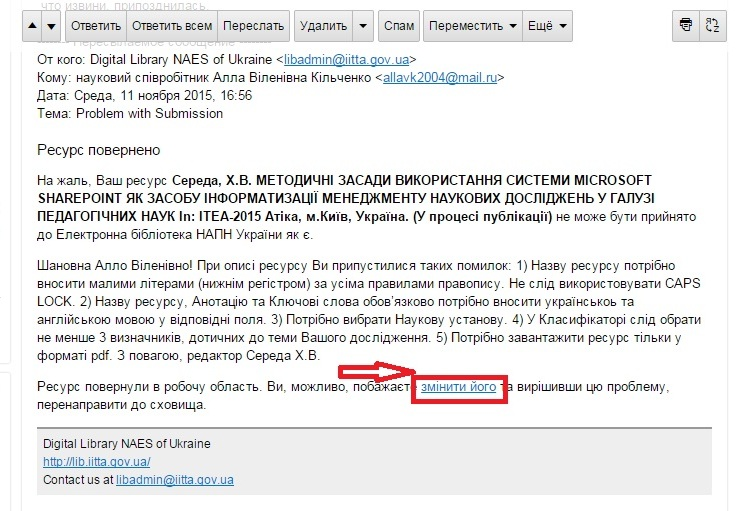 что извини, припозднилась.
Ответить Ответить всем Переслать Удалить Спам Переместить Ещё
От кого: Digital Library NAES of Ukraine <libadmin@iitta.gov.ua>
Кому: науковий співробітник Алла Віленівна Кільченко <allavk2004@mail.ru>
Дата: Среда, 11 ноября 2015, 16:56
Тема: Problem with Submission
Ресурс повернено
На жаль, Ваш ресурс Середа, Х.В. МЕТОДИЧНІ ЗАСАДИ ВИКОРИСТАННЯ СИСТЕМИ MICROSOFT
SHAREPOINT ЯК ЗАСОБУ ІНФОРМАТИЗАЦІЇ МЕНЕДЖМЕНТУ НАУКОВИХ ДОСЛІДЖЕНЬ У ГАЛУЗІ
ПЕДАГОГІЧНИХ НАУК In: ITEA-2015 Атіка, м.Київ, Україна. (У процесі публікації) не може бути прийнято
до Електронна бібліотека НАПН України як є.
Шановна Алло Віленівно! При описі ресурсу Ви припустилися таких помилок: 1) Назву ресурсу потрібно
вносити малими літерами (нижнім регістром) за усіма правилами правопису. Не слід використовувати CAPS
LOCK. 2) Назву ресурсу, Анотацію та Ключові слова обов'язково потрібно вносити українською та
англійською мовою у відповідні поля. 3) Потрібно вибрати Наукову установу. 4) У Класифікаторі слід обрати
не менше 3 визначників, дотичних до теми Вашого дослідження. 5) Потрібно завантажити ресурс тільки у
форматі pdf. З повагою, редактор Середа Х.В.
Ресурс повернули в робочу область. Ви, можливо, побажаєте змінити його та вирішивши цю проблему,
перенаправити до сховища.
Digital Library NAES of Ukraine
http://lib.iitta.gov.ua/
Contact us at libadmin@iitta.gov.ua